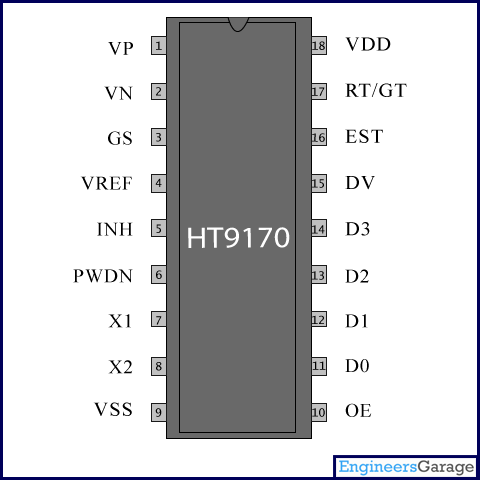 VP 1 18 VDD
VN 2 17 RT/GT
GS 3 16 EST
VREF 4 15 DV
INH 5 14 D3
HT9170
PWDN 6 13 D2
X1 7 12 D1
X2 8 11 D0
VSS 9 10 OE
EngineersGarage